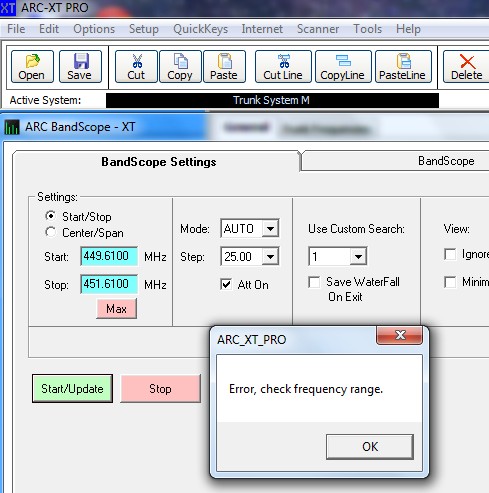 XT ARC-XT PRO
File Edit Options Setup QuickKeys Internet Scanner Tools Help
Open Save Cut Copy Paste Cut Line CopyLine PasteLine Delete
Active System: Trunk System M
ARC BandScope - XT
BandScope Settings BandScope
Settings:
Start/Stop
Center/Span
Mode: AUTO Use Custom Search: View:
Start: 449.6100 MHz Step: 25.00 1 Ignore
Stop: 451.6100 MHz Att On Save WaterFall Minim
On Exit
Max
ARC_XT_PRO
Error, check frequency range.
Start/Update Stop
OK